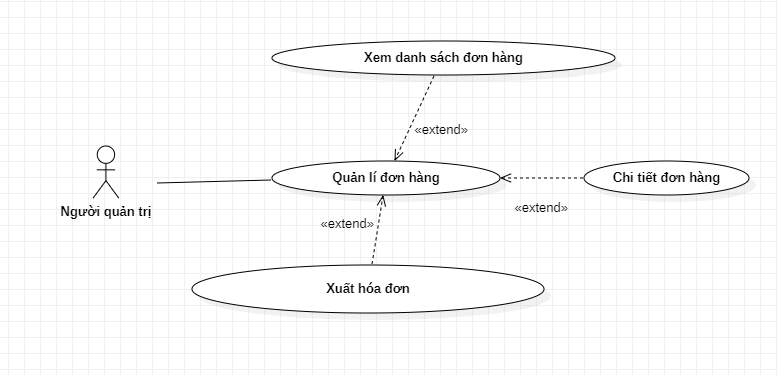 Xem danh sách đơn hàng
«extend»
Quản lí đơn hàng
Chi tiết đơn hàng
Người quản trị
«extend»
«extend»
Xuất hóa đơn